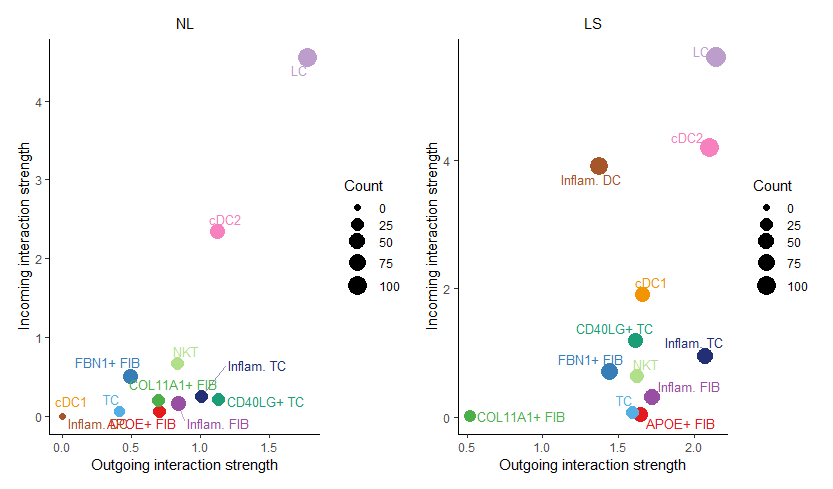 NL
LC
cDC2
NKT
FBN1+ FIB
Inflam. TC
COL11A1+ FIB
cDC1
TC
CD40LG+ TC
Inflam. DC
APOE+ FIB
Inflam. FIB
4
3
2
1
0
0.0 0.5 1.0 1.5
Outgoing interaction strength
Incoming interaction strength
Count
0
25
50
75
100
LS
LC
cDC2
Inflam. DC
cDC1
CD40LG+ TC
Inflam. TC
FBN1+ FIB
NKT
Inflam. FIB
TC
COL11A1+ FIB
APOE+ FIB
4
2
0
0.5 1.0 1.5 2.0
Outgoing interaction strength
Incoming interaction strength
Count
0
25
50
75
100